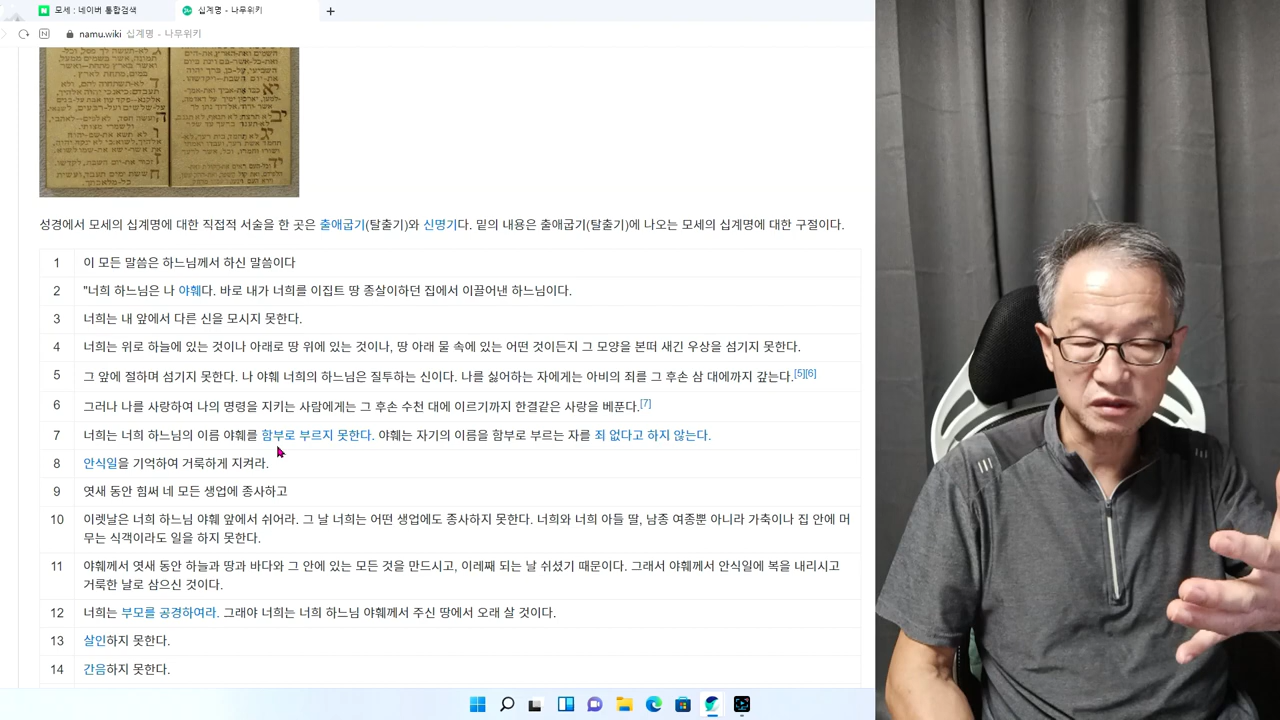 모세 : 네이버 통합검색
십계명 - 나무위키
namu.wiki 십계명 - 나무위키
성경에서 모세의 십계명에 대한 직접적 서술을 한 곳은 출애굽기(탈출기)와 신명기다. 밑의 내용은 출애굽기(탈출기)에 나오는 모세의 십계명에 대한 구절이다.
1 이 모든 말씀은 하느님께서 하신 말씀이다
2 "너희 하느님은 나 야훼다. 바로 내가 너희를 이집트 땅 종살이하던 집에서 이끌어낸 하느님이다.
3 너희는 내 앞에서 다른 신을 모시지 못한다.
4 너희는 위로 하늘에 있는 것이나 아래로 땅 위에 있는 것이나, 땅 아래 물 속에 있는 어떤 것이든지 그 모양을 본떠 새긴 우상을 섬기지 못한다.
5 그 앞에 절하며 섬기지 못한다. 나 야훼 너희의 하느님은 질투하는 신이다. 나를 싫어하는 자에게는 아비의 죄를 그 후손 삼 대에까지 갚는다.[5][6]
6 그러나 나를 사랑하여 나의 명령을 지키는 사람에게는 그 후손 수천 대에 이르기까지 한결같은 사랑을 베푼다.[7]
7 너희는 너희 하느님의 이름 야훼를 함부로 부르지 못한다. 야훼는 자기의 이름을 함부로 부르는 자를 죄 없다고 하지 않는다.
8 안식일을 기억하여 거룩하게 지켜라.
9 엿새 동안 힘써 네 모든 생업에 종사하고
10 이렛날은 너희 하느님 야훼 앞에서 쉬어라. 그 날 너희는 어떤 생업에도 종사하지 못한다. 너희와 너희 아들 딸, 남종 여종뿐 아니라 가축이나 집 안에 머
무는 식객이라도 일을 하지 못한다.
11 야훼께서 엿새 동안 하늘과 땅과 바다와 그 안에 있는 모든 것을 만드시고, 이레째 되는 날 쉬셨기 때문이다. 그래서 야훼께서 안식일에 복을 내리시고
거룩한 날로 삼으신 것이다.
12 너희는 부모를 공경하여라. 그래야 너희는 너희 하느님 야훼께서 주신 땅에서 오래 살 것이다.
13 살인하지 못한다.
14 간음하지 못한다.